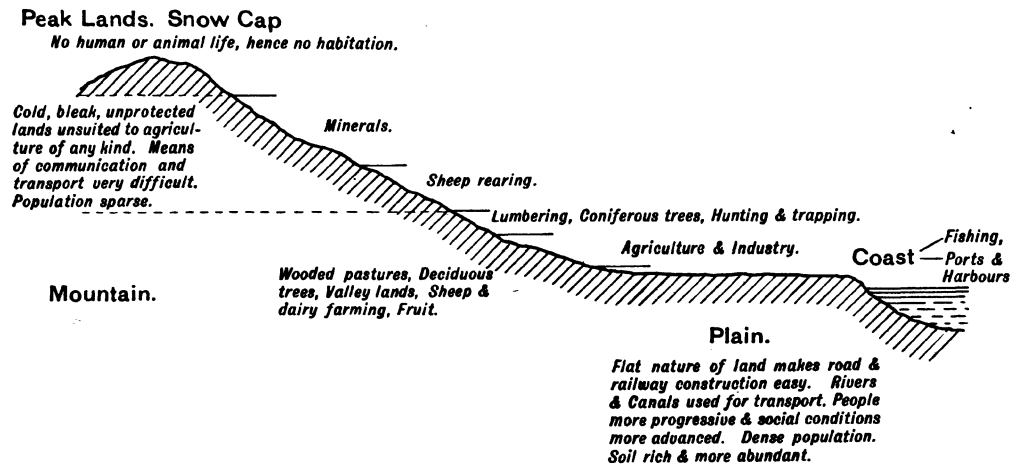 Peak Lands. Snow Cap
No human or animal life, hence no habitation.
Cold, bleak, unprotected
lands unsuited to agricul-
ture of any kind. Means
of communication and
transport very difficult.
Population sparse.
Minerals.
Sheep rearing.
Lumbering, Coniferous trees, Hunting & trapping.
Agriculture & Industry.
Coast
Fishing,
Ports &
Harbours
Mountain.
Wooded pastures, Deciduous
trees, Valley lands, Sheep &
dairy farming, Fruit.
Plain.
Flat nature of land makes road &
railway construction easy. Rivers
& Canals used for transport. People
more progressive & social conditions
more advanced. Dense population.
Soil rich & more abundant.